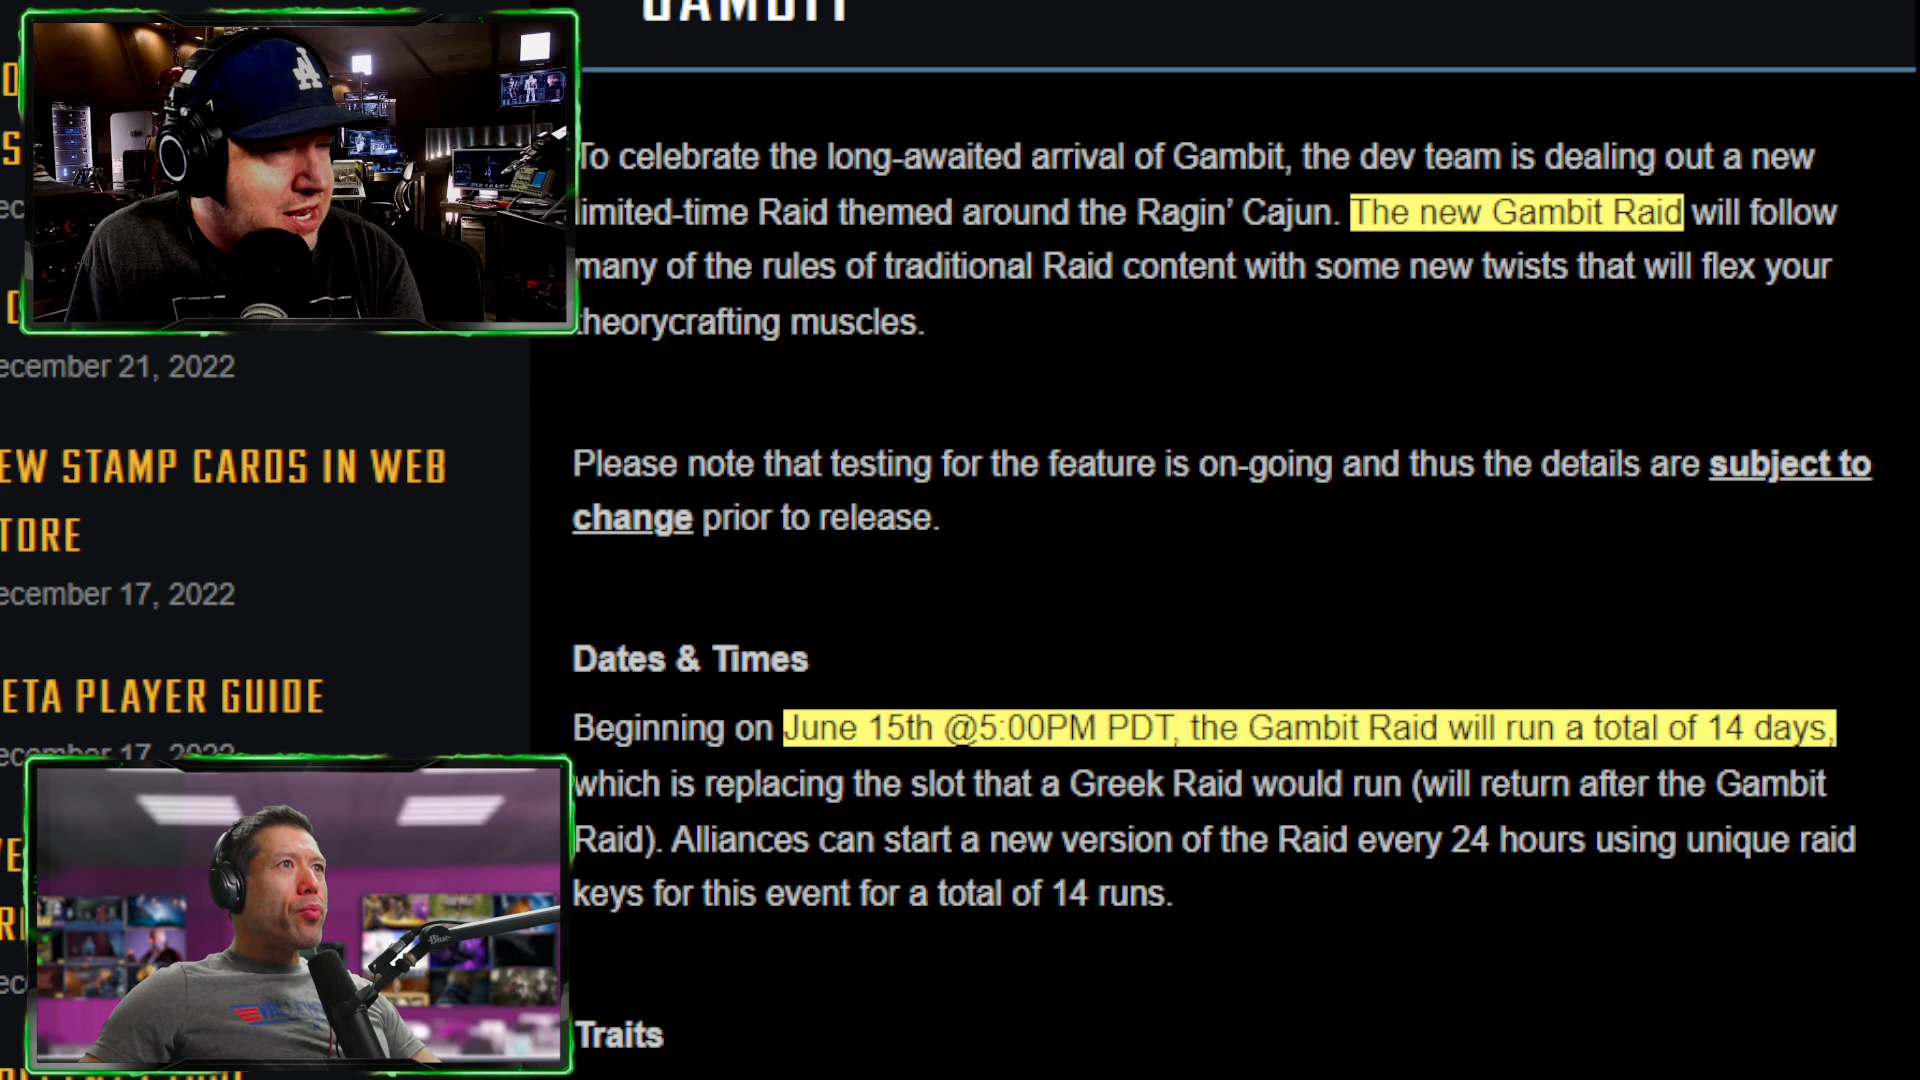 GAMBIT
To celebrate the long-awaited arrival of Gambit, the dev team is dealing out a new
limited-time Raid themed around the Ragin' Cajun. The new Gambit Raid will follow
many of the rules of traditional Raid content with some new twists that will flex your
theorycrafting muscles.
Please note that testing for the feature is on-going and thus the details are subject to
change prior to release.
Dates & Times
Beginning on June 15th @5:00PM PDT, the Gambit Raid will run a total of 14 days,
which is replacing the slot that a Greek Raid would run (will return after the Gambit
Raid). Alliances can start a new version of the Raid every 24 hours using unique raid
keys for this event for a total of 14 runs.
Traits
ecember 21, 2022
EW STAMP CARDS IN WEB
TORE
ecember 17, 2022
ETA PLAYER GUIDE
ecember 17, 2022
LA
Blue